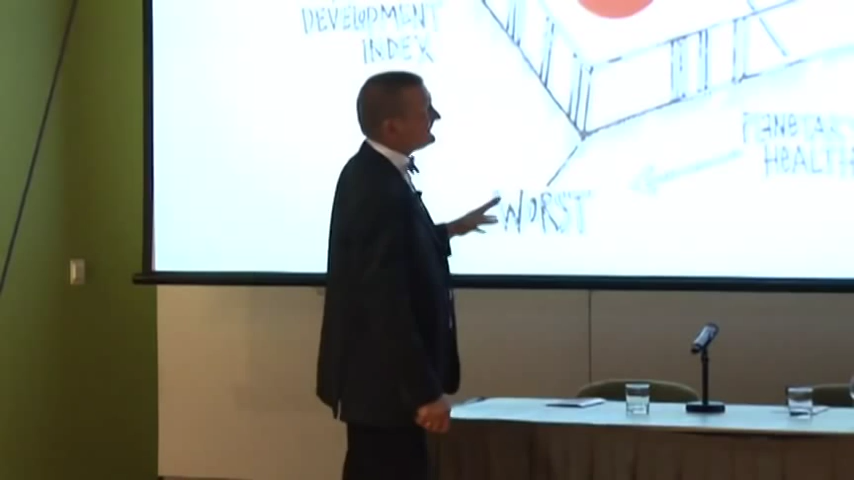 DEVELOPMENT
INDEX
PLANETARY
HEALTH
WORST